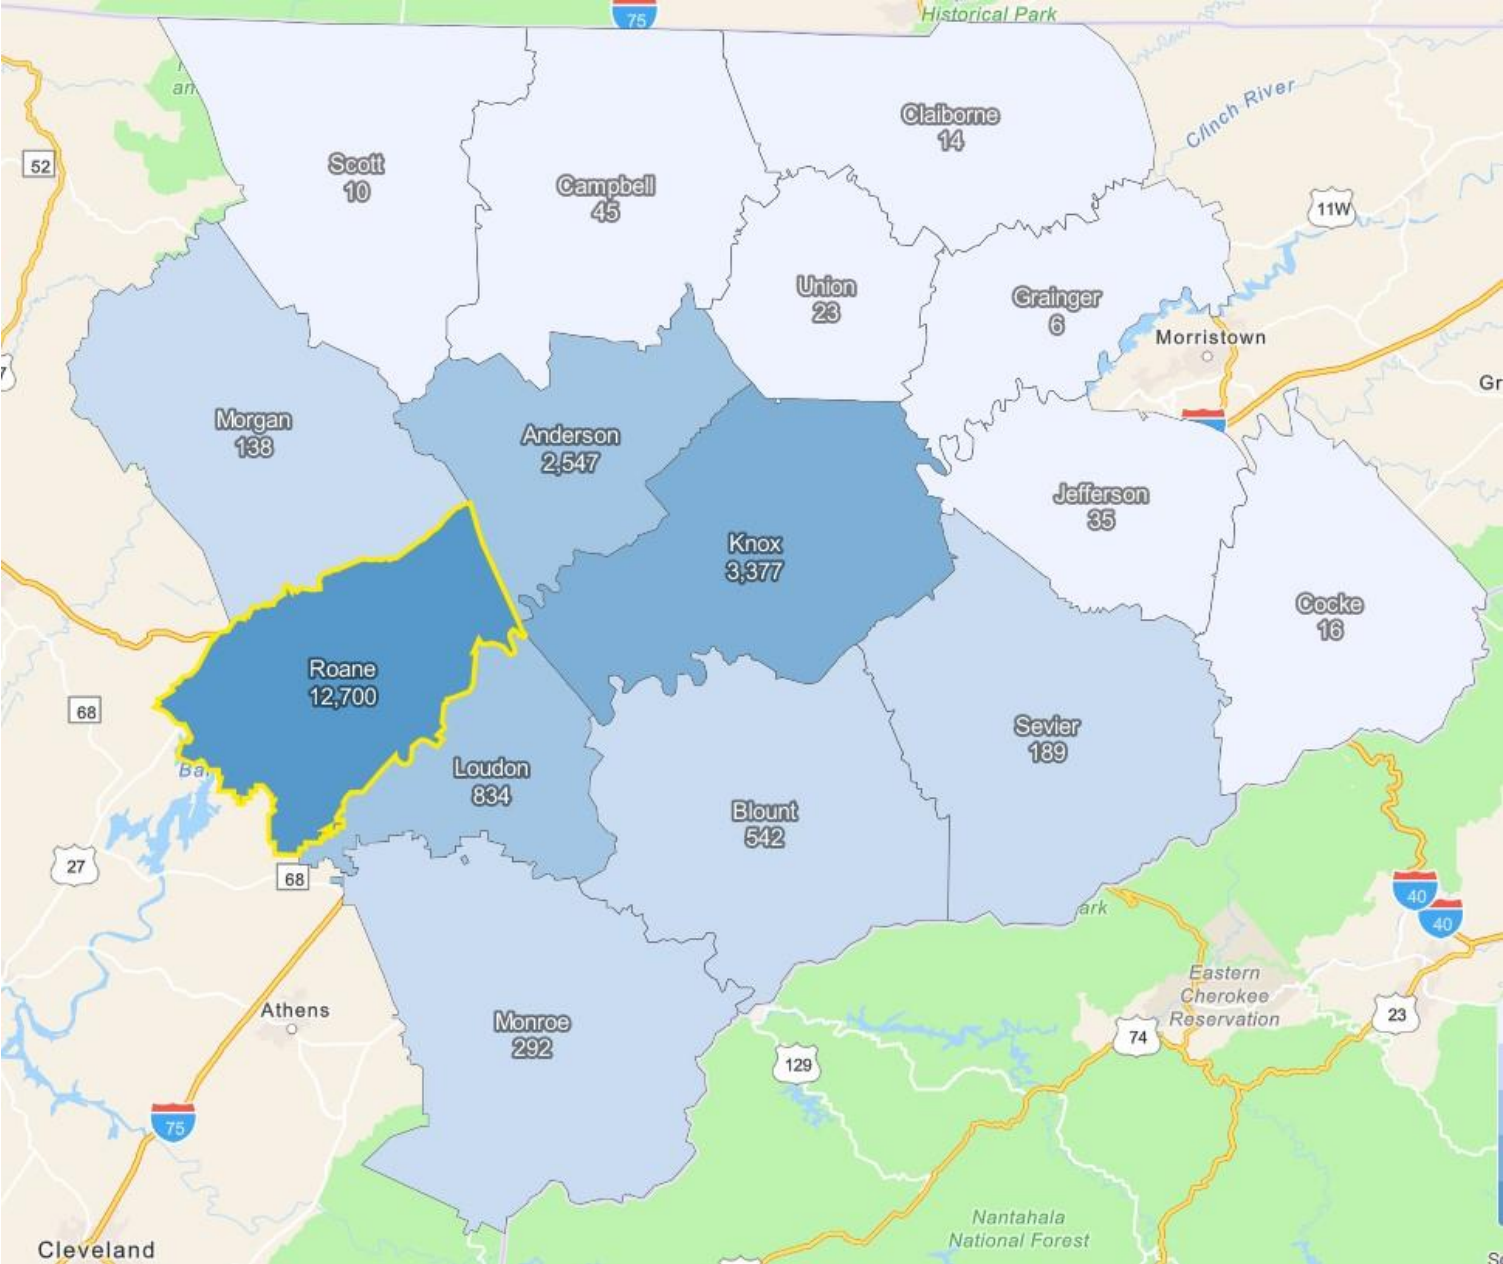 75
Historical Park
an
Clinch River
Claiborne
14
52
Scott
10
Campbell
45
11W
Union
23
Grainger
6
Morristown
7
Gr
Morgan
138
Anderson
2,547
Jefferson
35
Knox
3,377
Cocke
16
Roane
12,700
68
Sevier
189
Loudon
834
Blount
542
27
68
40
40
ark
Eastern
Cherokee
Reservation
Athens
23
Monroe
292
74
129
75
Nantahala
National Forest
Cleveland